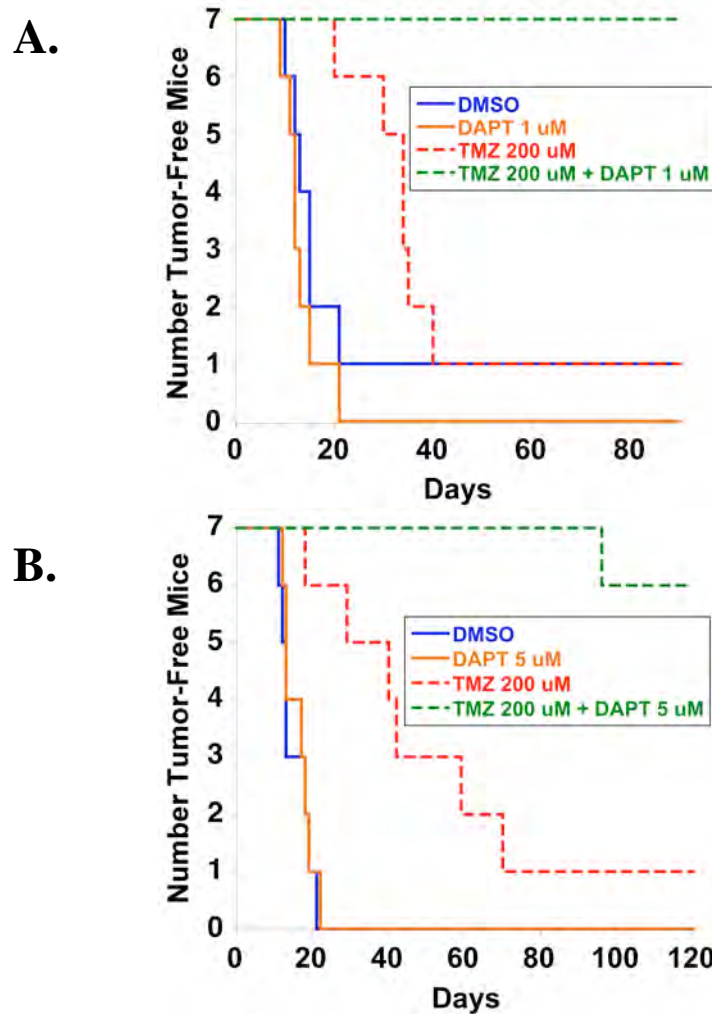 A.
Number Tumor-Free Mice
7
6
5
4
3
2
1
0
DMSO
DAPT 1 uM
TMZ 200 uM
TMZ 200 uM + DAPT 1 uM
0 20 40 60 80
Days
B.
Number Tumor-Free Mice
7
6
5
4
3
2
1
0
DMSO
DAPT 5 uM
TMZ 200 uM
TMZ 200 uM + DAPT 5 uM
0 20 40 60 80 100 120
Days